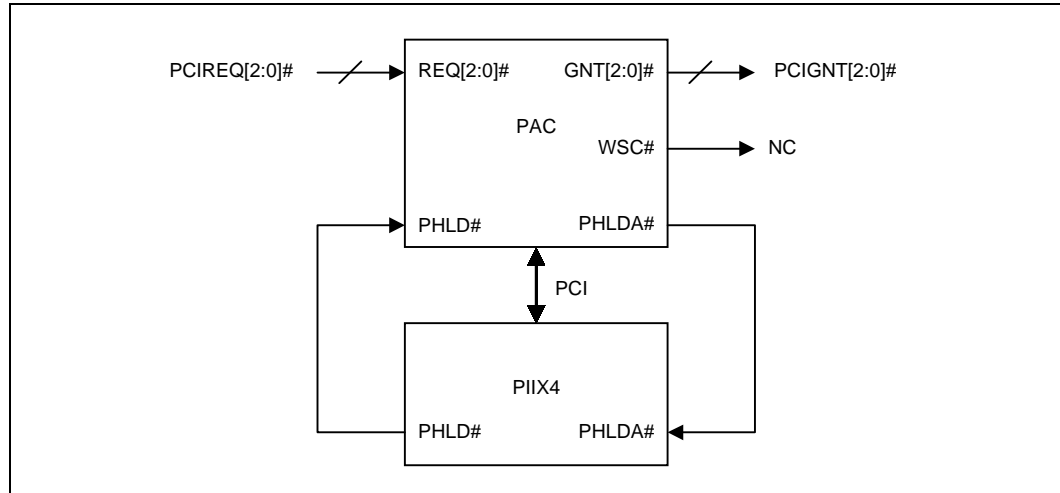 PCIREQ[2:0]# REQ[2:0]# GNT[2:0]# PCIGNT[2:0]#
PAC
WSC# NC
PHLD# PHLDA#
PCI
PIIX4
PHLD# PHLDA#